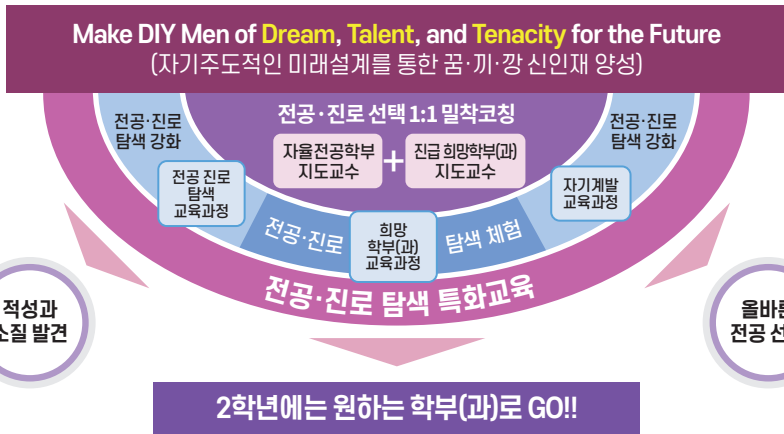 Make DIY Men of Dream, Talent, and Tenacity for the Future
(자기주도적인 미래설계를 통한 꿈·끼·깡 신인재 양성)
전공·진로 선택 1:1 밀착코칭
자율전공학부
지도교수
+
진급 희망학부(과)
지도교수
전공·진로
탐색 강화
전공·진로
탐색 강화
전공 진로
탐색
교육과정
자기계발
교육과정
전공·진로
희망
학부(과)
교육과정
탐색 체험
전공·진로 탐색 특화교육
적성과
소질 발견
올바른
전공 선
2학년에는 원하는 학부(과)로 GO!!